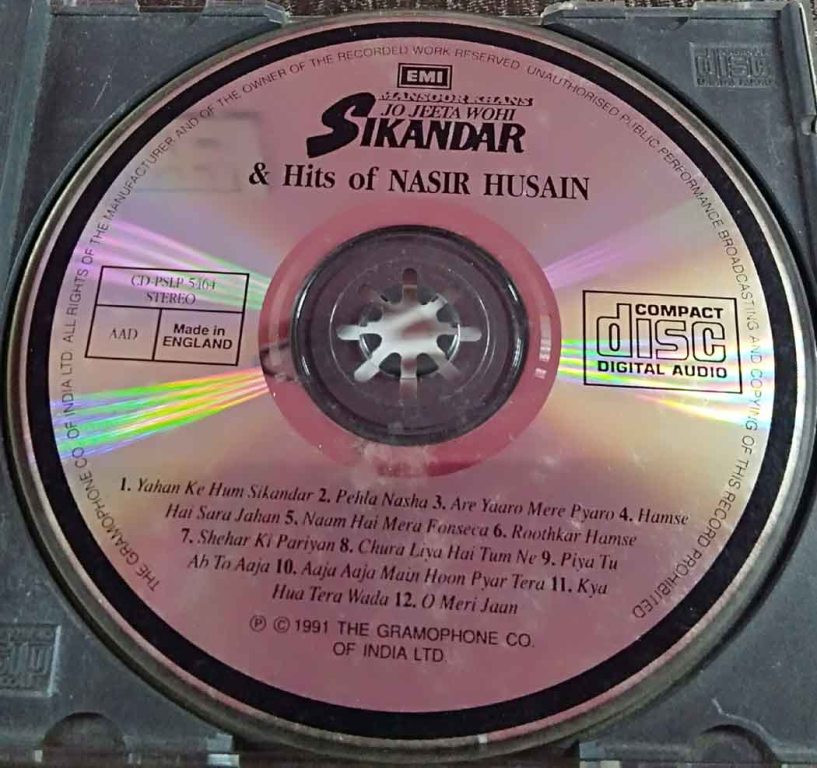 THE GRAMOPHONE CO. OF INDIA LTD. ALL RIGHTS OF THE MANUFACTURER AND OF THE OWNER OF THE RECORDED WORK RESERVED. UNAUTHORISED PUBLIC PERFORMANCE BROADCASTING AND COPYING OF THIS RECORD PROHIBITED
EMI
MANSOOR KHANS
JO JEETA WOHI
SIKANDAR
& Hits of NASIR HUSAIN
CD-PSLP-5404
STEREO
AAD
Made in
ENGLAND
COMPACT
disc
DIGITAL AUDIO
1. Yahan Ke Hum Sikandar 2. Pehla Nasha 3. Are Yaaro Mere Pyaro 4. Hamse
Hai Sara Jahan 5. Naam Hai Mera Fonseca 6. Roothkar Hamse
7. Shehar Ki Pariyan 8. Chura Liya Hai Tum Ne 9. Piya Tu
Ab To Aaja 10. Aaja Aaja Main Hoon Pyar Tera 11. Kya
Hua Tera Wada 12. O Meri Jaan
℗ © 1991 THE GRAMOPHONE CO.
OF INDIA LTD.
disc